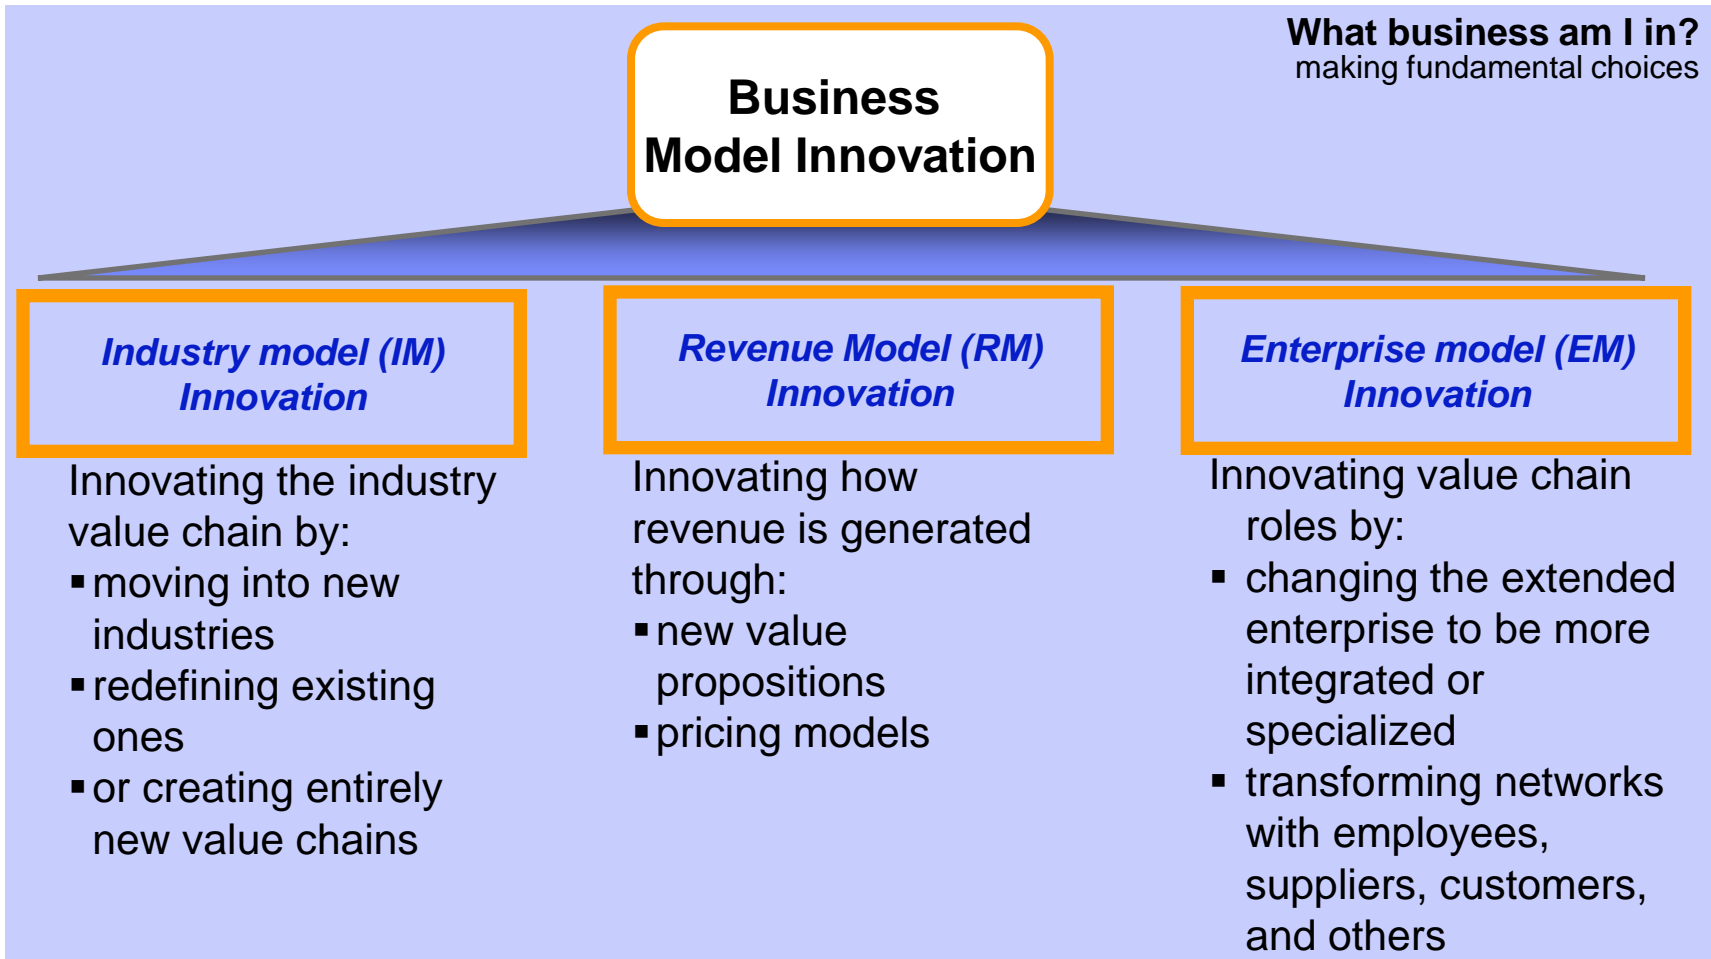 What business am I in?
making fundamental choices
Business
Model Innovation
Industry model (IM)
Innovation
Innovating the industry
value chain by:
▪moving into new
industries
▪redefining existing
ones
▪or creating entirely
new value chains
Revenue Model (RM)
Innovation
Innovating how
revenue is generated
through:
▪new value
propositions
▪pricing models
Enterprise model (EM)
Innovation
Innovating value chain
roles by:
▪ changing the extended
enterprise to be more
integrated or
specialized
▪ transforming networks
with employees,
suppliers, customers,
and others